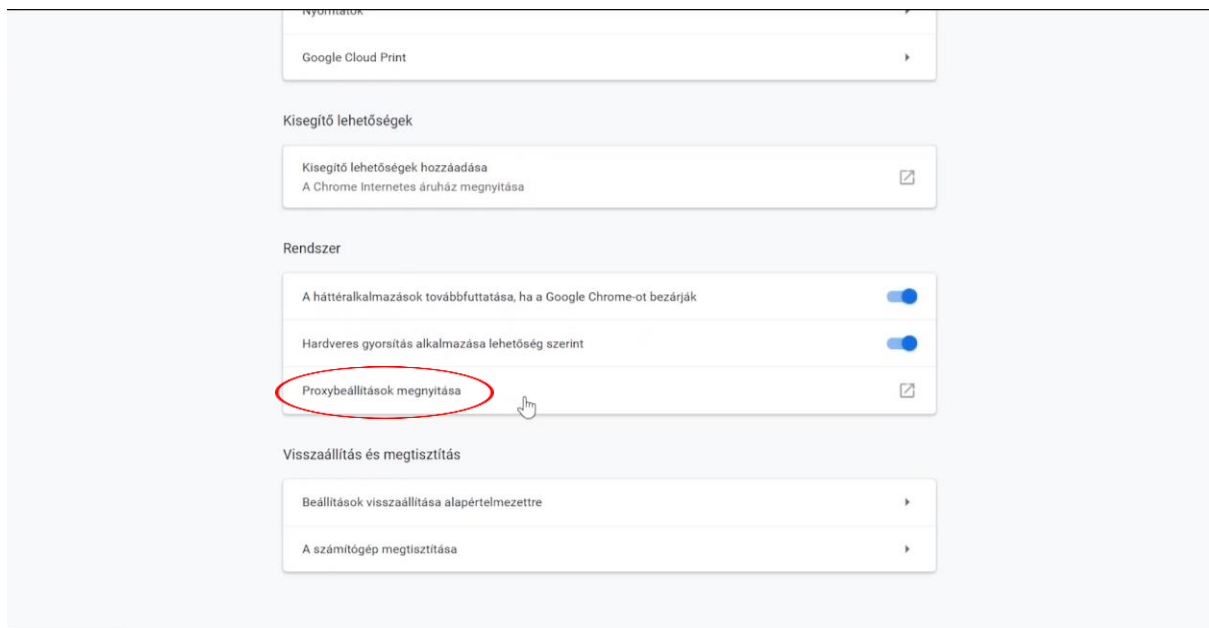 Nyomtatók
Google Cloud Print
Kisegítő lehetőségek
Kisegítő lehetőségek hozzáadása
A Chrome Internetes áruház megnyitása
Rendszer
A háttéralkalmazások továbbfuttatása, ha a Google Chrome-ot bezárják
Hardveres gyorsítás alkalmazása lehetőség szerint
Proxybeállítások megnyitása
Visszaállítás és megtisztítás
Beállítások visszaállítása alapértelmezettre
A számítógép megtisztítása